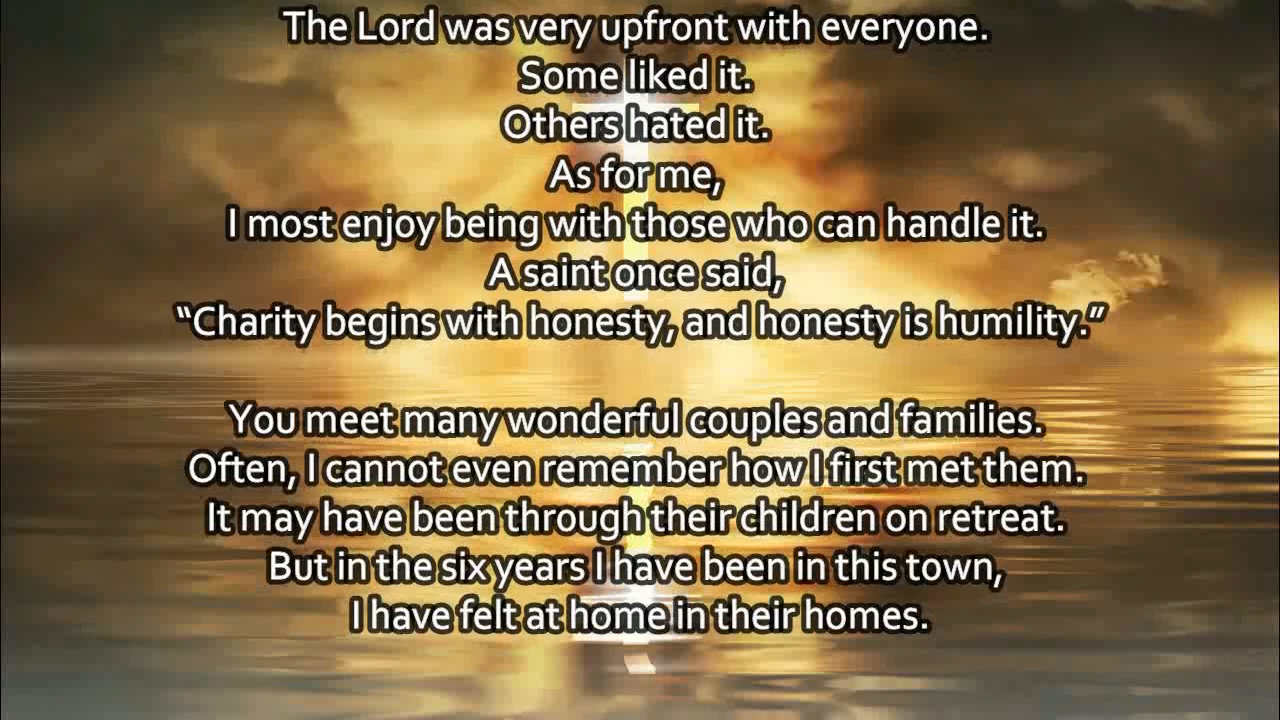 The Lord was very upfront with everyone.
Some liked it.
Others hated it.
As for me,
I most enjoy being with those who can handle it.
A saint once said,
“Charity begins with honesty, and honesty is humility.”
You meet many wonderful couples and families.
Often, I cannot even remember how I first met them.
It may have been through their children on retreat.
But in the six years I have been in this town,
I have felt at home in their homes.